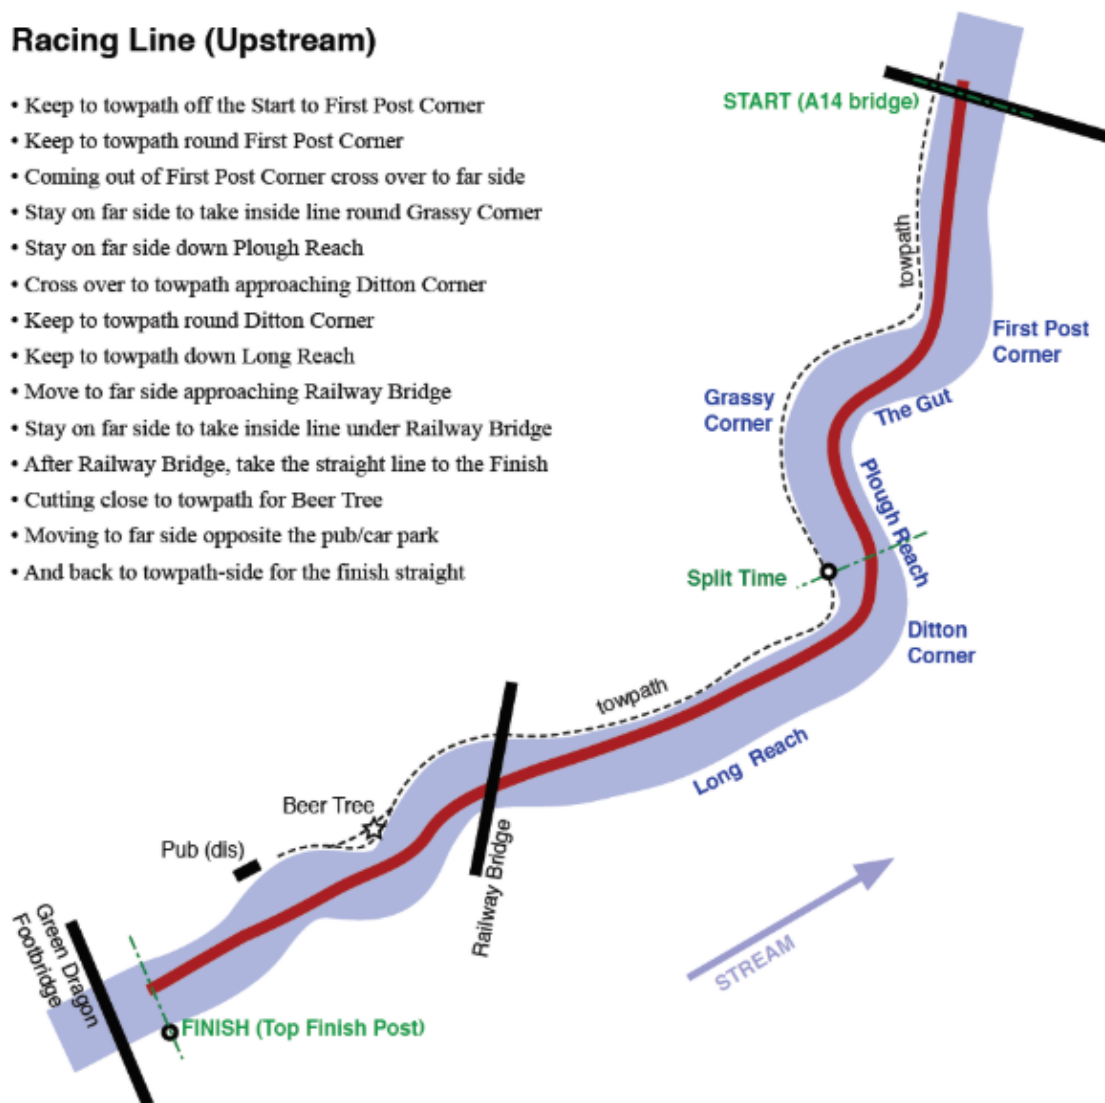 Racing Line (Upstream)
• Keep to towpath off the Start to First Post Corner
• Keep to towpath round First Post Corner
• Coming out of First Post Corner cross over to far side
• Stay on far side to take inside line round Grassy Corner
• Stay on far side down Plough Reach
• Cross over to towpath approaching Ditton Corner
• Keep to towpath round Ditton Corner
• Keep to towpath down Long Reach
• Move to far side approaching Railway Bridge
• Stay on far side to take inside line under Railway Bridge
• After Railway Bridge, take the straight line to the Finish
• Cutting close to towpath for Beer Tree
• Moving to far side opposite the pub/car park
• And back to towpath-side for the finish straight
START (A14 bridge)
towpath
First Post
Corner
Grassy
Corner
The Gut
Plough Reach
Split Time
Ditton
Corner
towpath
Long Reach
Beer Tree
Pub (dis)
Railway Bridge
Green Dragon
Footbridge
STREAM
FINISH (Top Finish Post)